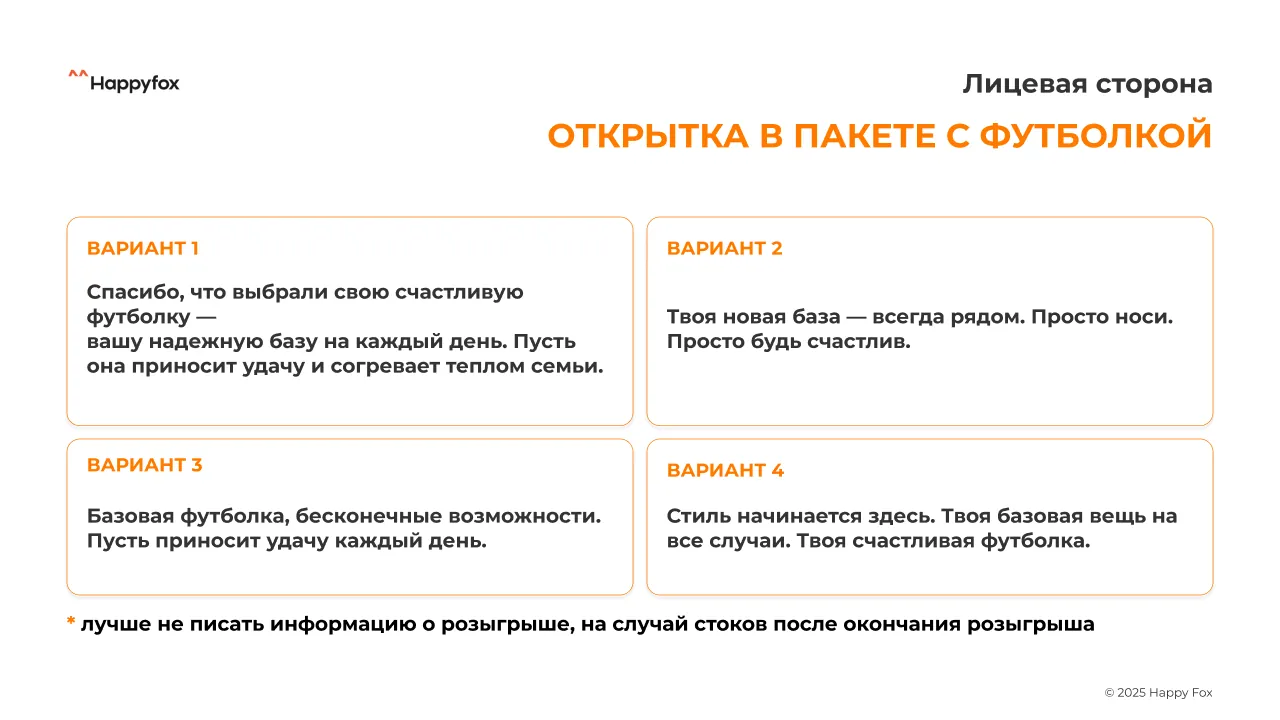 ^^Happyfox
Лицевая сторона
ОТКРЫТКА В ПАКЕТЕ С ФУТБОЛКОЙ
ВАРИАНТ 1
Спасибо, что выбрали свою счастливую
футболку —
вашу надежную базу на каждый день. Пусть
она приносит удачу и согревает теплом семьи.
ВАРИАНТ 2
Твоя новая база — всегда рядом. Просто носи.
Просто будь счастлив.
ВАРИАНТ 3
Базовая футболка, бесконечные возможности.
Пусть приносит удачу каждый день.
ВАРИАНТ 4
Стиль начинается здесь. Твоя базовая вещь на
все случаи. Твоя счастливая футболка.
* лучше не писать информацию о розыгрыше, на случай стоков после окончания розыгрыша
© 2025 Happy Fox